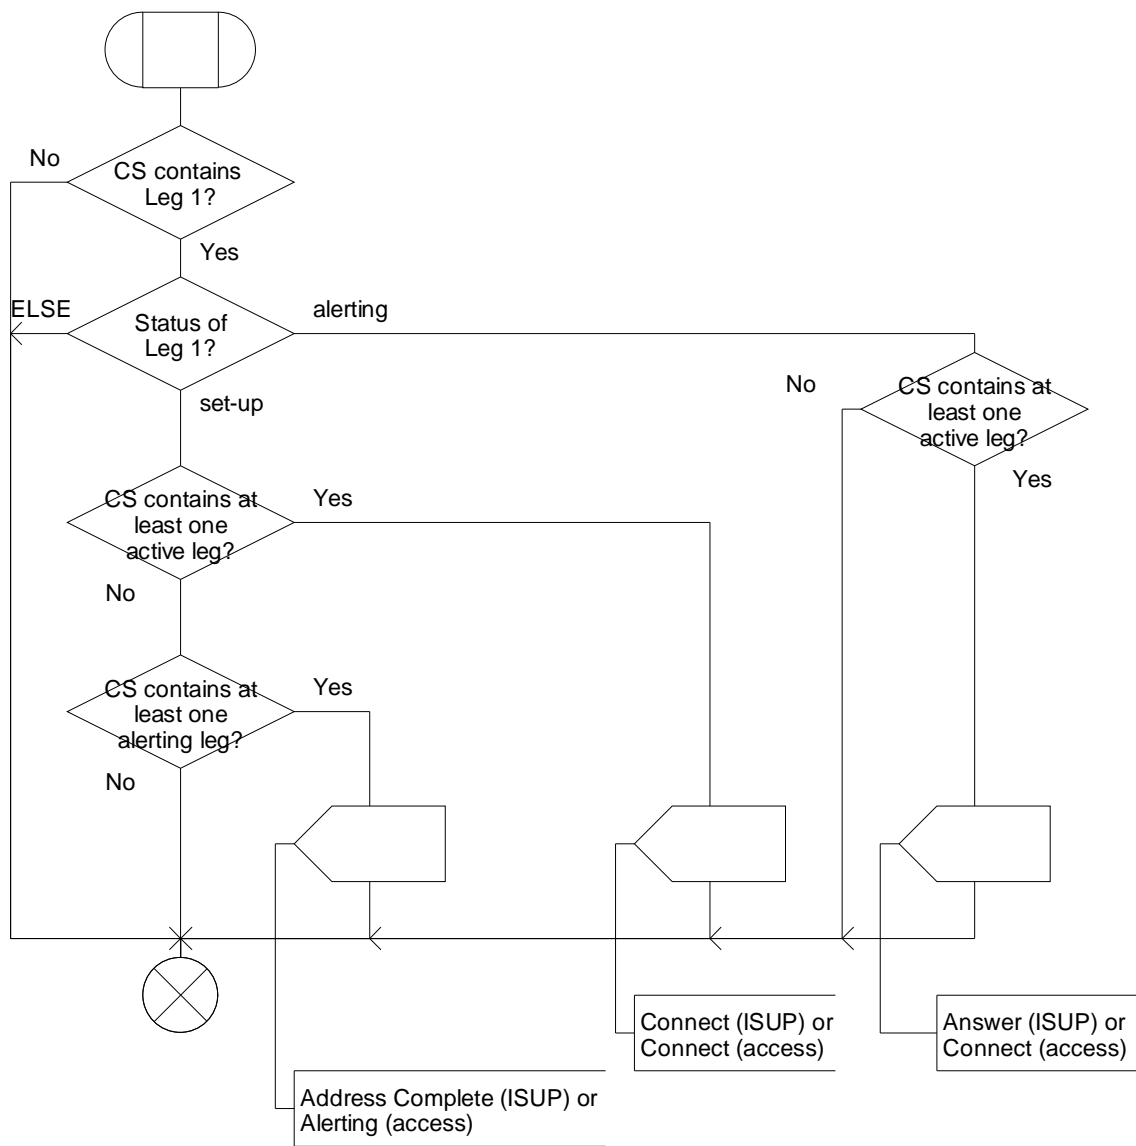 No
CS contains
Leg 1?
Yes
ELSE
Status of
Leg 1?
alerting
set-up
No
CS contains at
least one
active leg?
Yes
CS contains at
least one
active leg?
Yes
No
CS contains at
least one
alerting leg?
Yes
No
Connect (ISUP) or
Connect (access)
Answer (ISUP) or
Connect (access)
Address Complete (ISUP) or
Alerting (access)